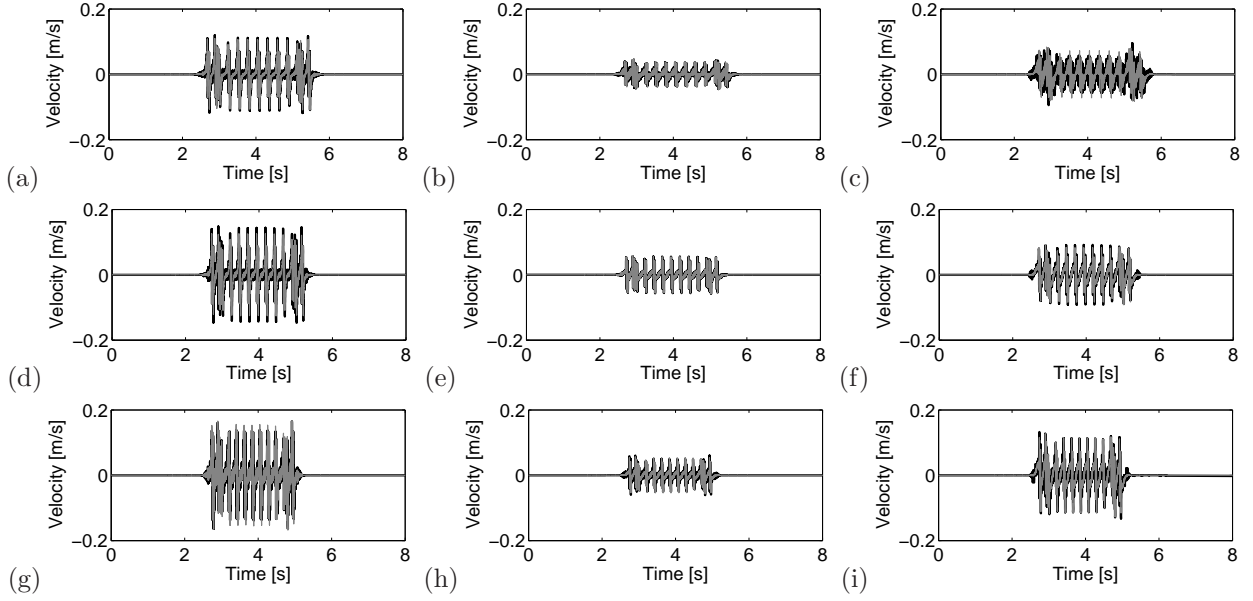 0.2 0.2 0.2
Velocity [m/s] Velocity [m/s] Velocity [m/s]
0 0 0
−0.2 −0.2 −0.2
0 2 4 6 8 0 2 4 6 8 0 2 4 6 8
(a) Time [s] (b) Time [s] (c) Time [s]
0.2 0.2 0.2
Velocity [m/s] Velocity [m/s] Velocity [m/s]
0 0 0
−0.2 −0.2 −0.2
0 2 4 6 8 0 2 4 6 8 0 2 4 6 8
(d) Time [s] (e) Time [s] (f) Time [s]
0.2 0.2 0.2
Velocity [m/s] Velocity [m/s] Velocity [m/s]
0 0 0
−0.2 −0.2 −0.2
0 2 4 6 8 0 2 4 6 8 0 2 4 6 8
(g) Time [s] (h) Time [s] (i) Time [s]